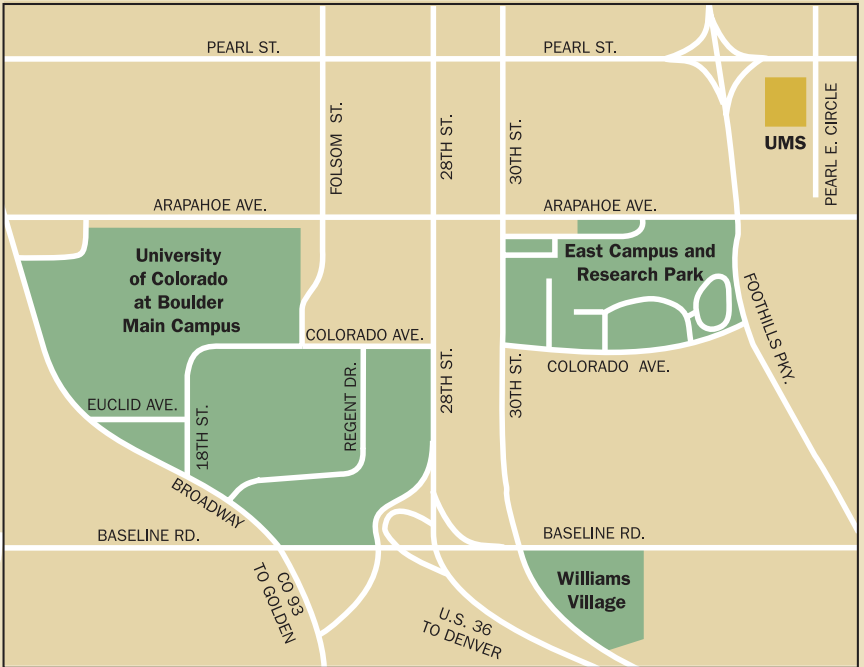 PEARL ST.
PEARL ST.
FOLSOM ST.
28TH ST.
30TH ST.
UMS
PEARL E. CIRCLE
ARAPAHOE AVE.
ARAPAHOE AVE.
University
of Colorado
at Boulder
Main Campus
East Campus and
Research Park
FOOTHILLS PKY.
COLORADO AVE.
COLORADO AVE.
28TH ST.
30TH ST.
REGENT DR.
EUCLID AVE.
18TH ST.
BROADWAY
BASELINE RD.
BASELINE RD.
CO 93
TO GOLDEN
U.S. 36
TO DENVER
Williams
Village